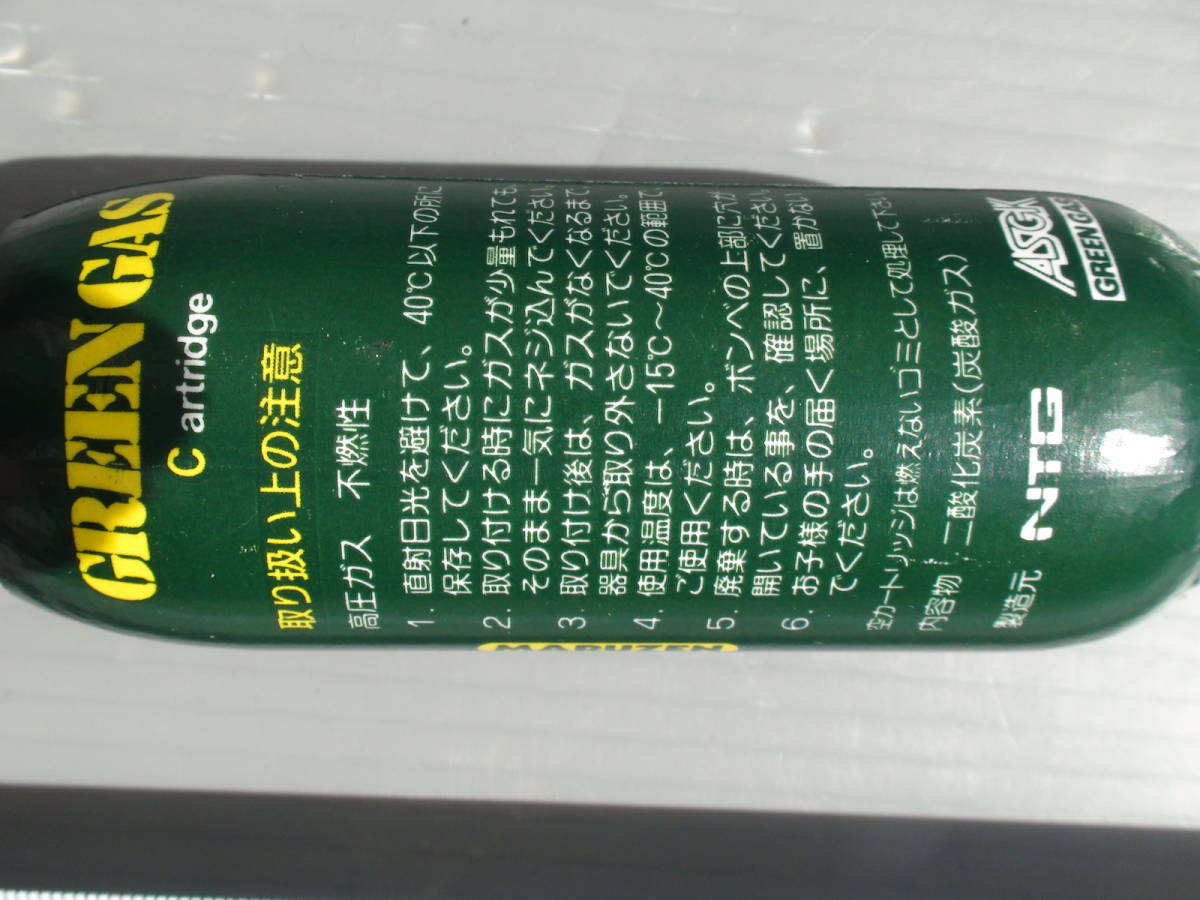 GREEN GAS
C artridge
取り扱い上の注意
高圧ガス 不燃性
1. 直射日光を避けて、40℃以下の所に
保存してください。
2. 取り付ける時にガスが少量もれても、
そのまま一気にネジ込んでください
3. 取り付け後は、ガスがなくなるまで
器具から取り外さないでください。
4. 使用温度は、−15℃〜40℃の範囲で
ご使用ください。
5. 廃棄する時は、ボンベの上部に穴が
開いている事を、確認してください
6. お子様の手の届く場所に、置かない
でください。
空カートリッジは燃えないゴミとして処理して下さい
内容物 二酸化炭素(炭酸ガス)
製造元 NTG
ASGK
GREEN GAS
MARUZEN